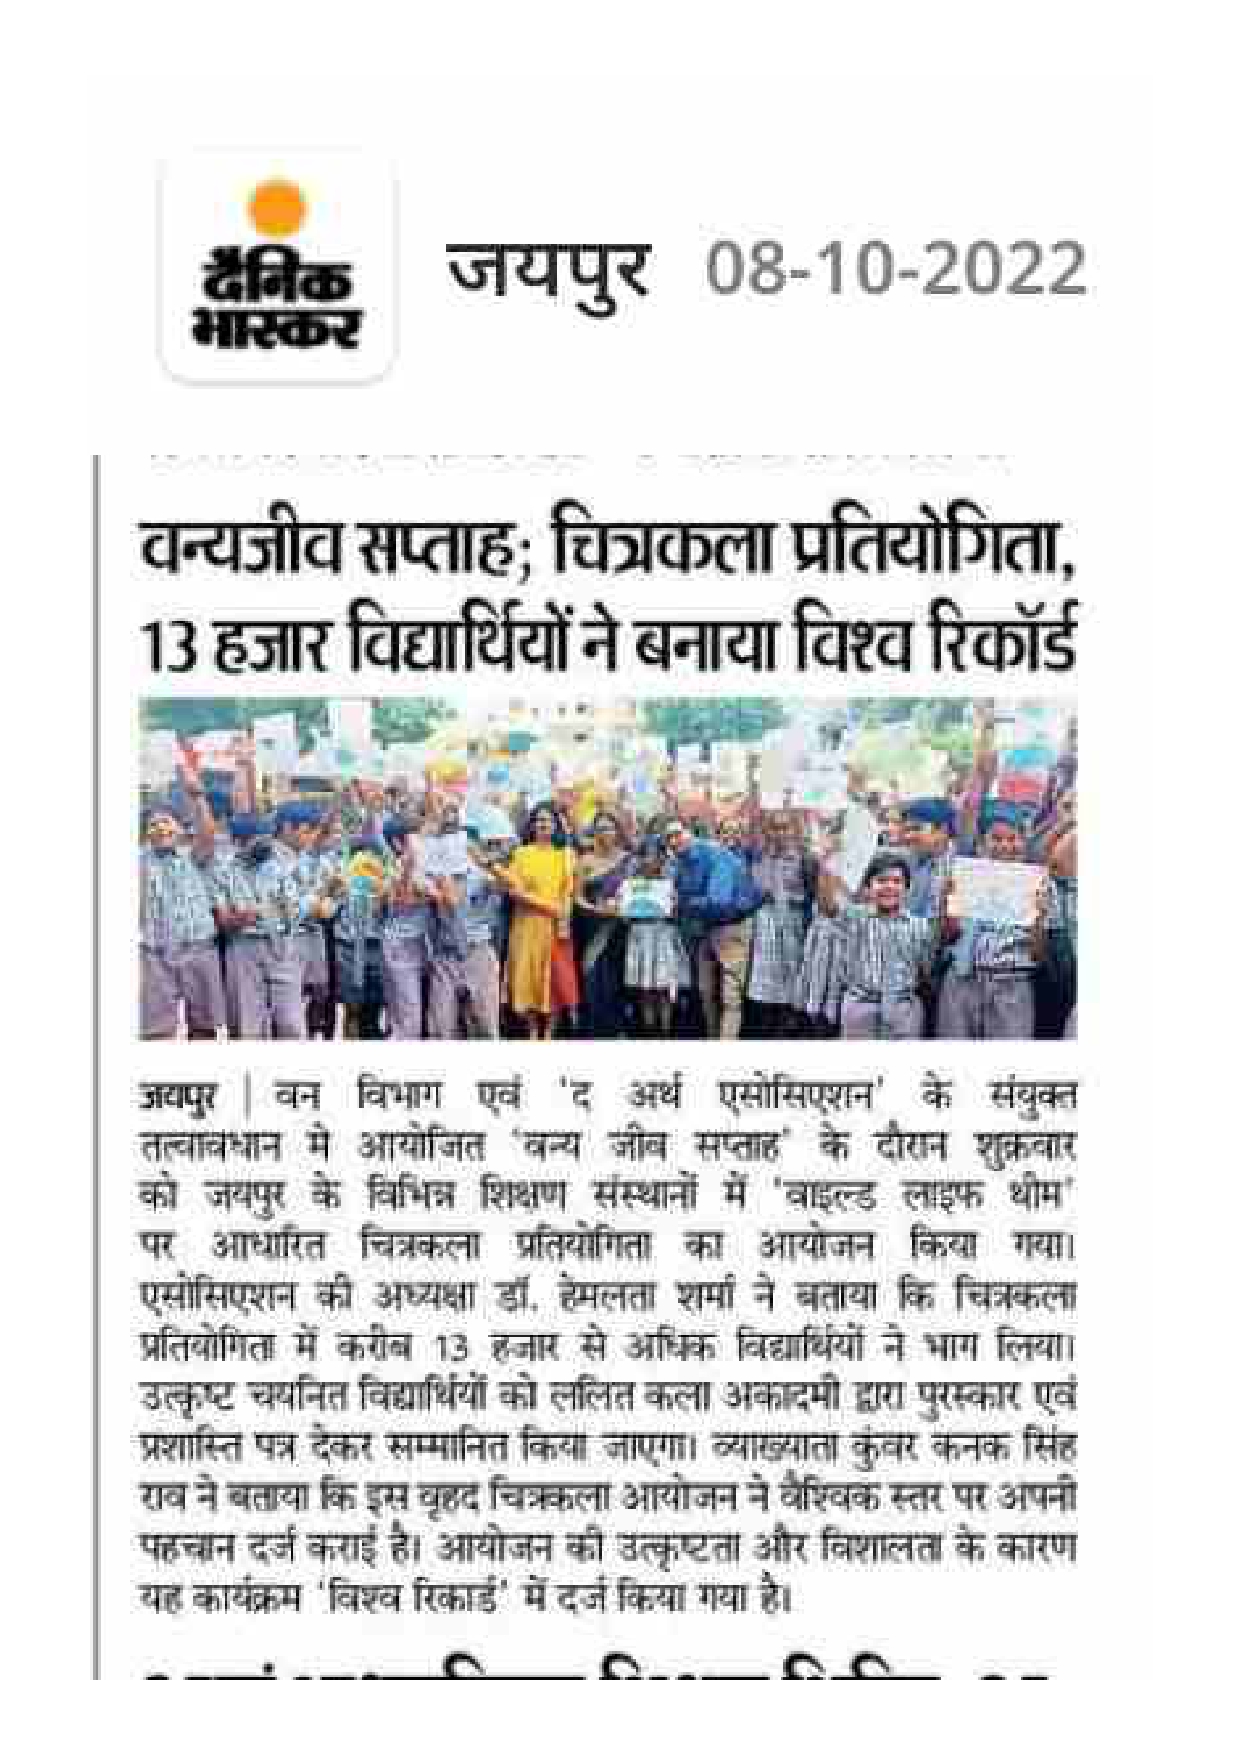 दैनिक
भास्कर
जयपुर 08-10-2022
वन्यजीव सप्ताह; चित्रकला प्रतियोगिता,
13 हजार विद्यार्थियों ने बनाया विश्व रिकॉर्ड
जयपुर | वन विभाग एवं 'द अर्थ एसोसिएशन' के संयुक्त
तत्वावधान मे आयोजित 'वन्य जीव सप्ताह' के दौरान शुक्रवार
को जयपुर के विभिन्न शिक्षण संस्थानों में 'वाइल्ड लाइफ थीम'
पर आधारित चित्रकला प्रतियोगिता का आयोजन किया गया।
एसोसिएशन की अध्यक्षा डॉ. हेमलता शर्मा ने बताया कि चित्रकला
प्रतियोगिता में करीब 13 हजार से अधिक विद्यार्थियों ने भाग लिया।
उत्कृष्ट चयनित विद्यार्थियों को ललित कला अकादमी द्वारा पुरस्कार एवं
प्रशास्ति पत्र देकर सम्मानित किया जाएगा। व्याख्याता कुंवर कनक सिंह
राव ने बताया कि इस वृहद चित्रकला आयोजन ने वैश्विक स्तर पर अपनी
पहचान दर्ज कराई है। आयोजन की उत्कृष्टता और विशालता के कारण
यह कार्यक्रम 'विश्व रिकार्ड' में दर्ज किया गया है।